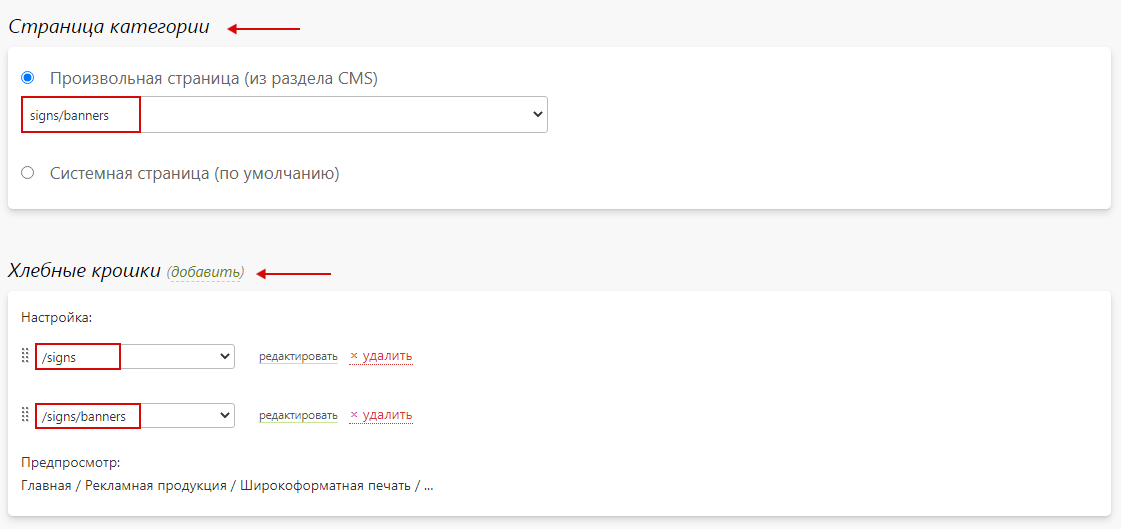 Страница категории
Произвольная страница (из раздела CMS)
signs/banners
Системная страница (по умолчанию)
Хлебные крошки (добавить)
Настройка:
/signs редактировать × удалить
/signs/banners редактировать × удалить
Предпросмотр:
Главная / Рекламная продукция / Широкоформатная печать / ...